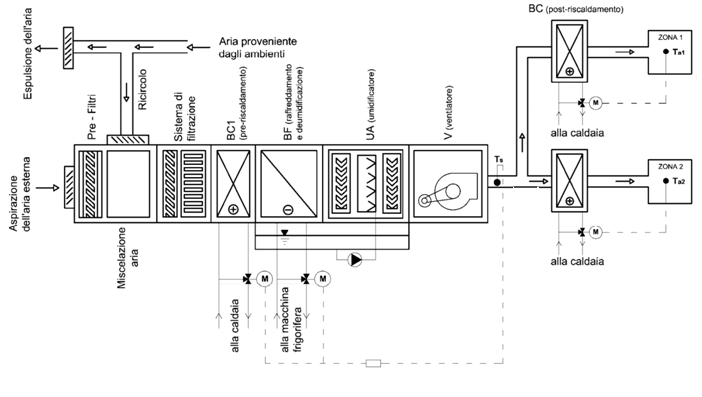 BC (post-riscaldamento)
ZONA 1
Ta1
M
alla caldaia
Espulsione dell'aria
Aria proveniente
dagli ambienti
Ricircolo
Pre - Filtri
Sistema di
filtrazione
BC1
(pre-riscaldamento)
BF (raffreddamento
e deumidificazione)
UA (umidificatore)
V (ventilatore)
Ts
ZONA 2
Ta2
M
alla caldaia
Aspirazione
dell'aria esterna
Miscelazione
aria
M
M
alla caldaia
alla macchina
frigorifera